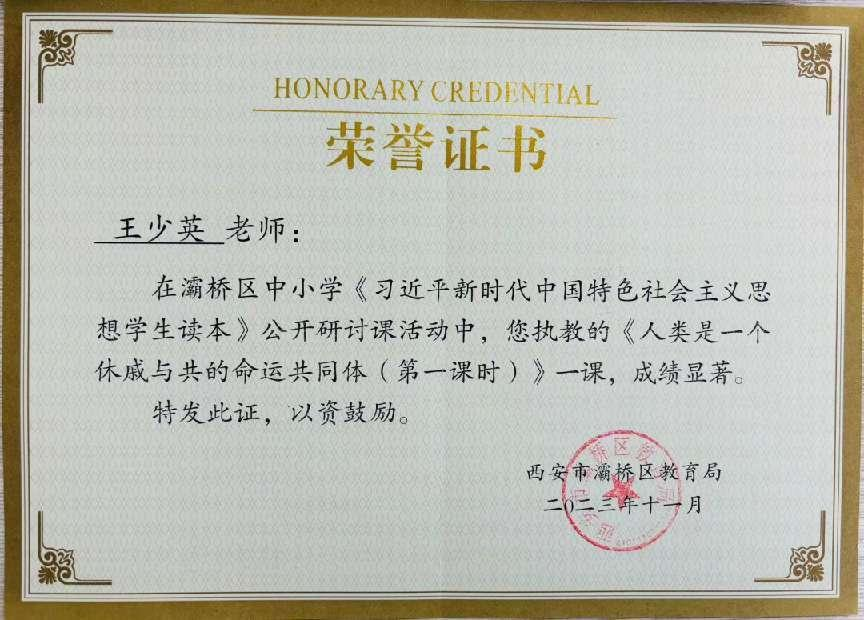 HONORARY CREDENTIAL
荣誉证书
王少英 老师：
在灞桥区中小学《习近平新时代中国特色社会主义思
想学生读本》公开研讨课活动中，您执教的《人类是一个
休戚与共的命运共同体（第一课时）》一课，成绩显著。
特发此证，以资鼓励。
西安市灞桥区教育局
二〇二三年十一月